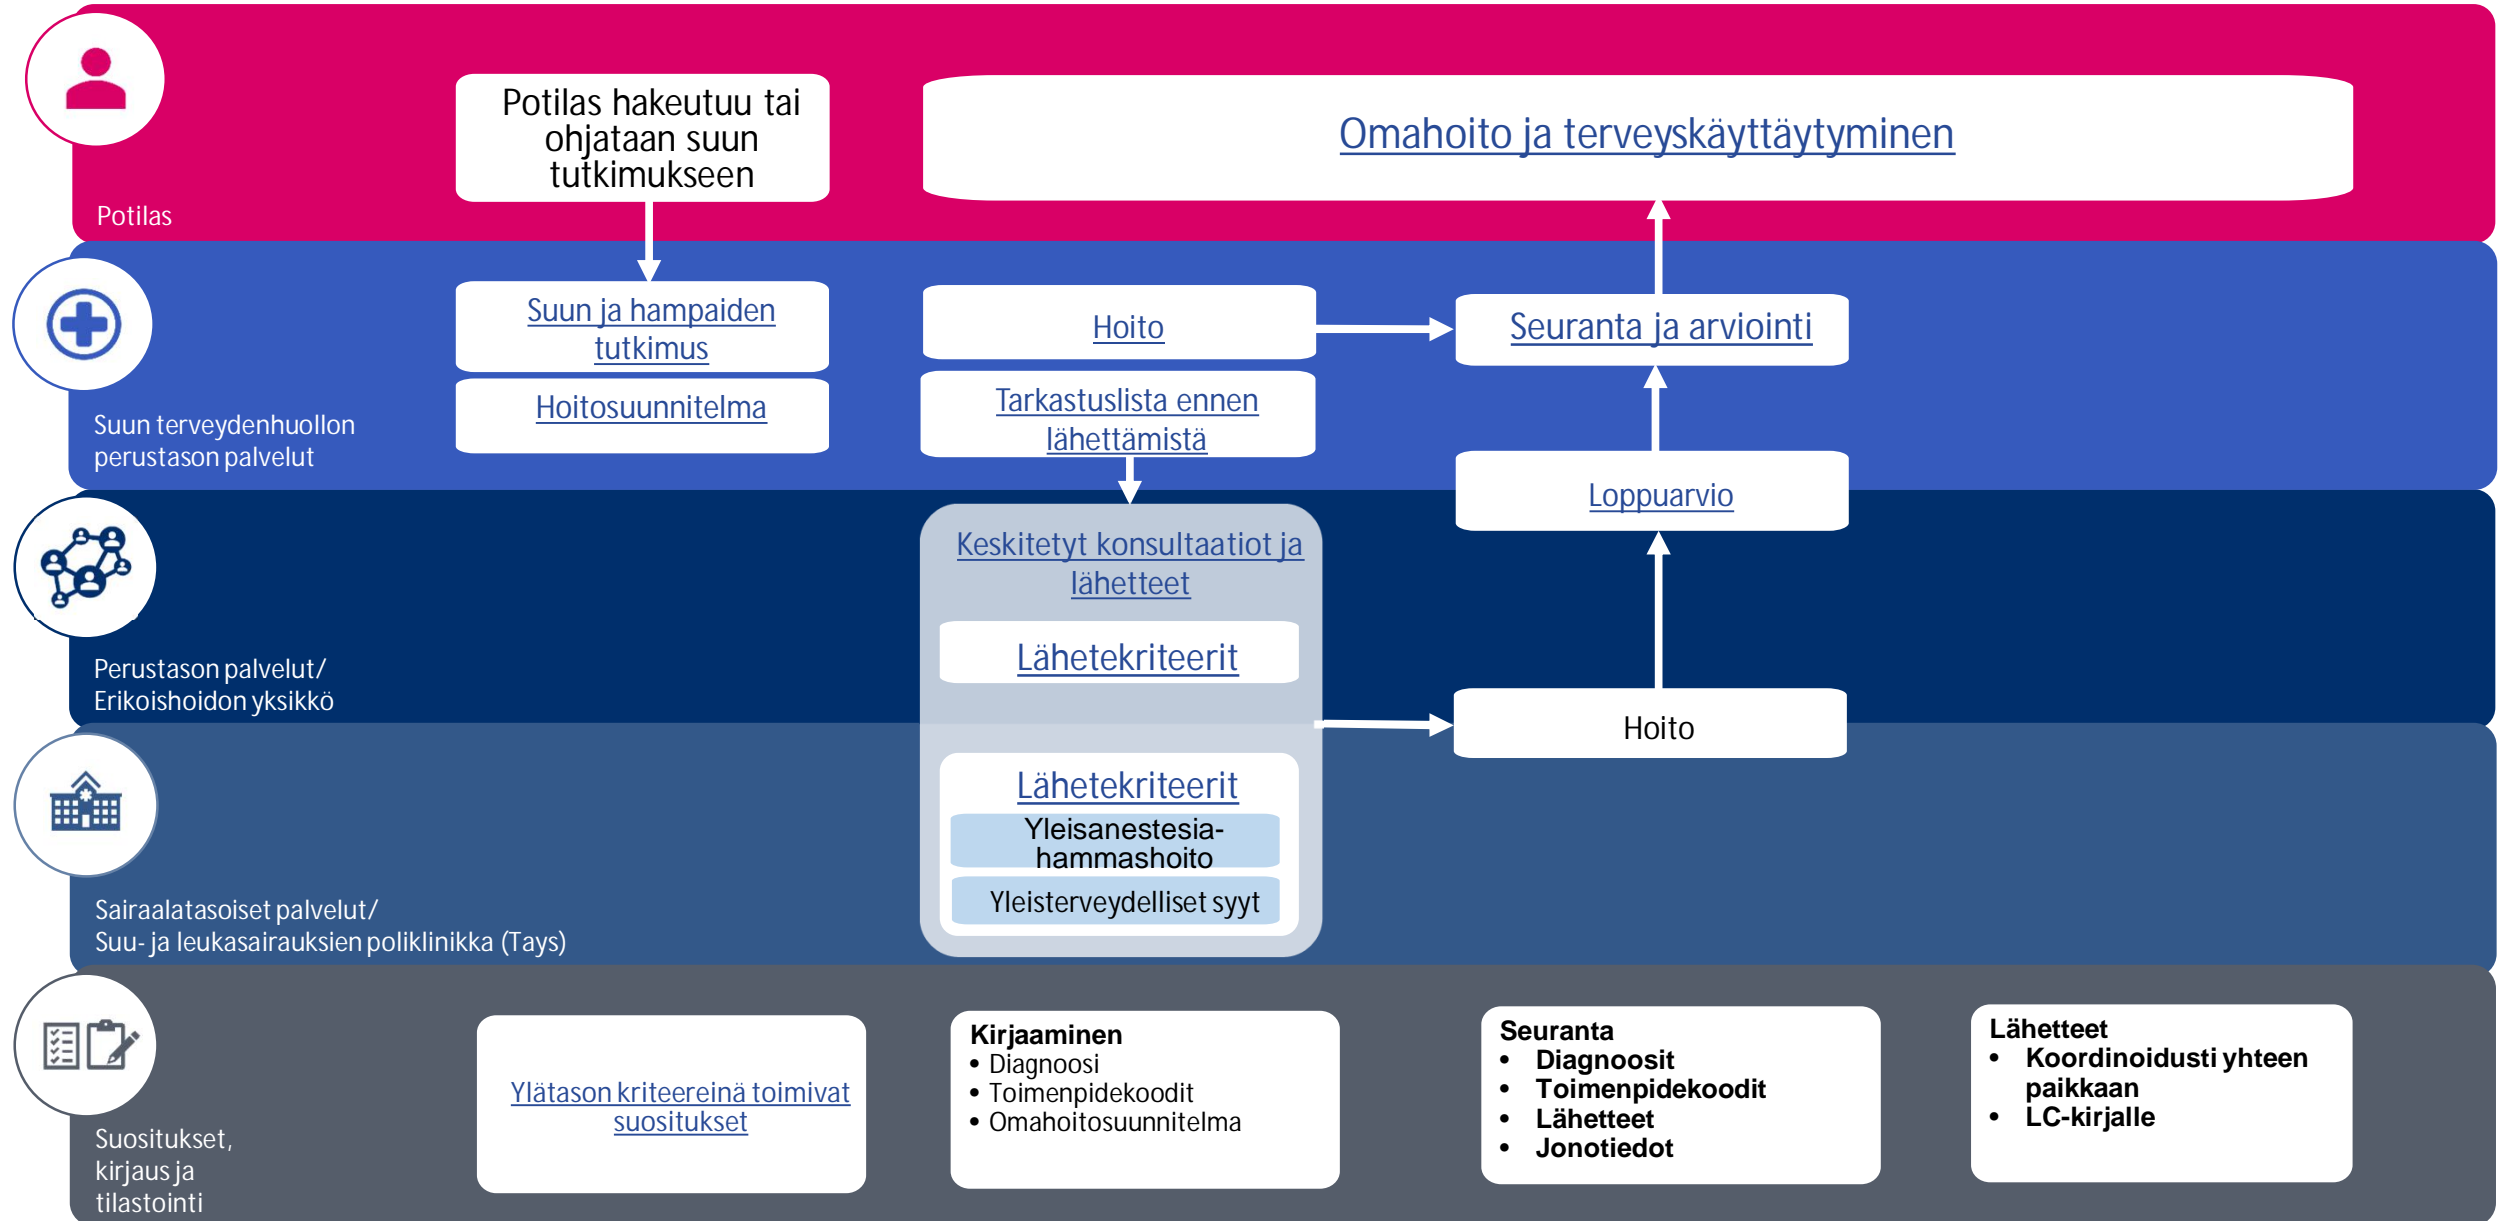 Potilas hakeutuu tai
ohjataan suun
tutkimukseen
Omahoito ja terveyskäyttäytyminen
Potilas
Suun ja hampaiden
tutkimus
Hoitosuunnitelma
Hoito
Tarkastuslista ennen
lähettämistä
Seuranta ja arviointi
Suun terveydenhuollon
perustason palvelut
Loppuarvio
Keskitetyt konsultaatiot ja
lähetteet
Lähetekriteerit
Perustason palvelut/
Erikoishoidon yksikkö
Hoito
Lähetekriteerit
Yleisanestesia-
hammashoito
Yleisterveydelliset syyt
Sairaalatasoiset palvelut/
Suu- ja leukasairauksien poliklinikka (Tays)
Ylätason kriteereinä toimivat
suositukset
Kirjaaminen
• Diagnoosi
• Toimenpidekoodit
• Omahoitosuunnitelma
Seuranta
• Diagnoosit
• Toimenpidekoodit
• Lähetteet
• Jonotiedot
Lähetteet
• Koordinoidusti yhteen
paikkaan
• LC-kirjalle
Suositukset,
kirjaus ja
tilastointi